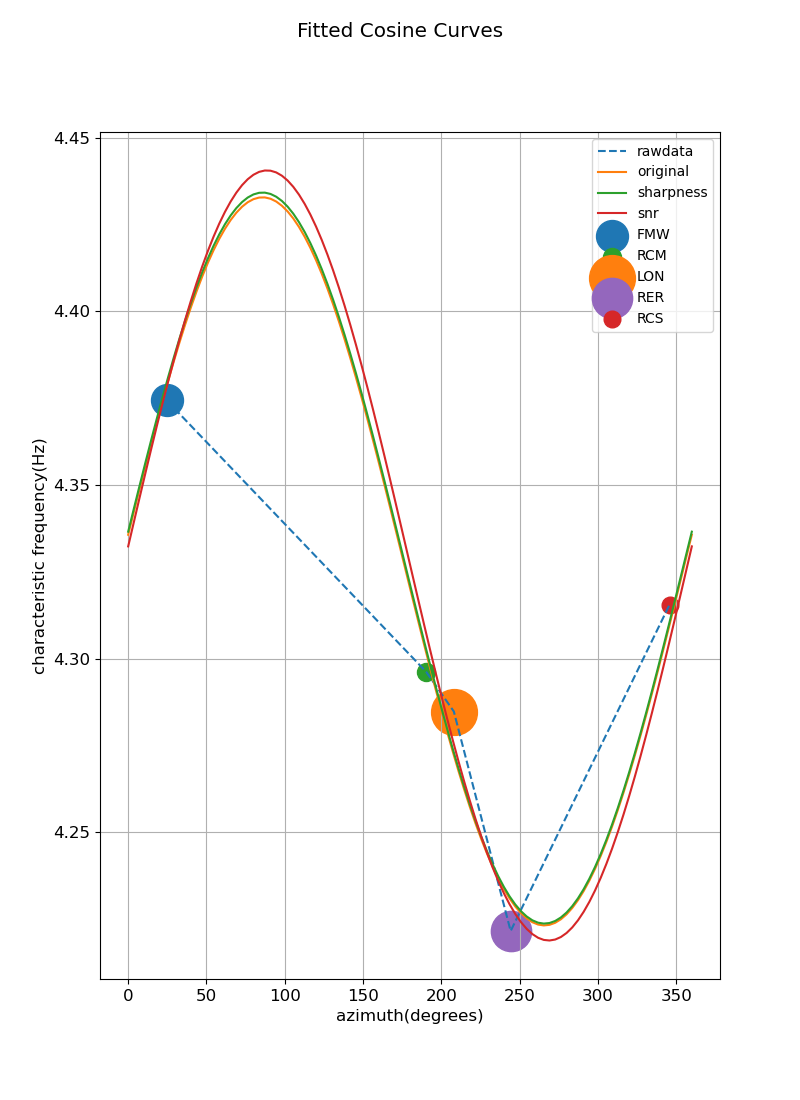 Fitted Cosine Curves
4.45
4.40
4.35
4.30
4.25
characteristic frequency(Hz)
rawdata
original
sharpness
snr
FMW
RCM
LON
RER
RCS
0 50 100 150 200 250 300 350
azimuth(degrees)